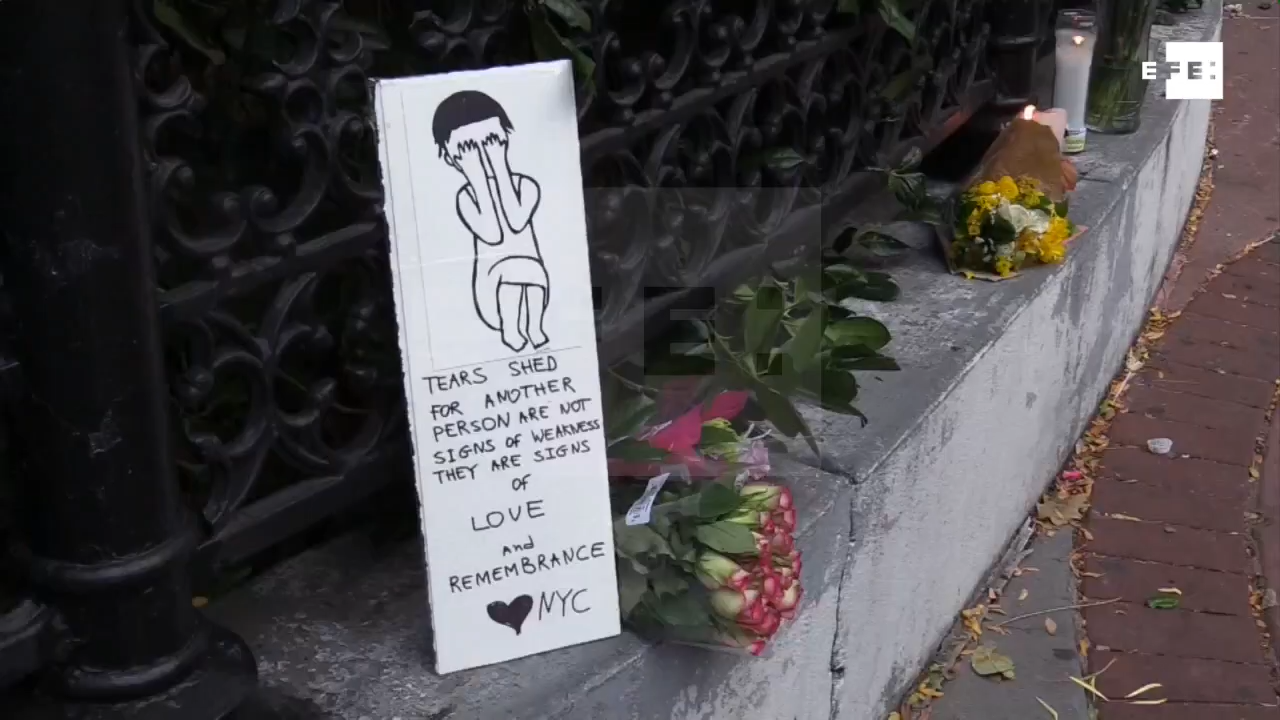 EFE:
TEARS SHED
FOR ANOTHER
PERSON ARE NOT
SIGNS OF WEAKNESS
THEY ARE SIGNS
OF
LOVE
and
REMEMBRANCE
♥ NYC
EFE: